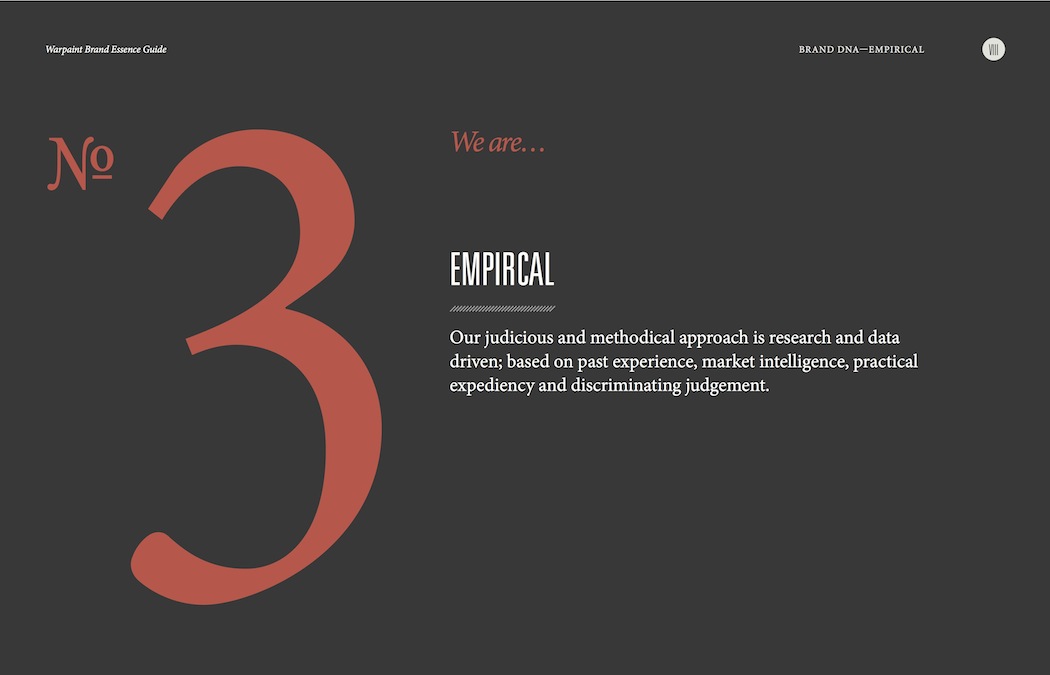 Warpaint Brand Essence Guide
BRAND DNA—EMPIRICAL
VIII
No
3
We are...
EMPIRCAL
Our judicious and methodical approach is research and data
driven; based on past experience, market intelligence, practical
expediency and discriminating judgement.